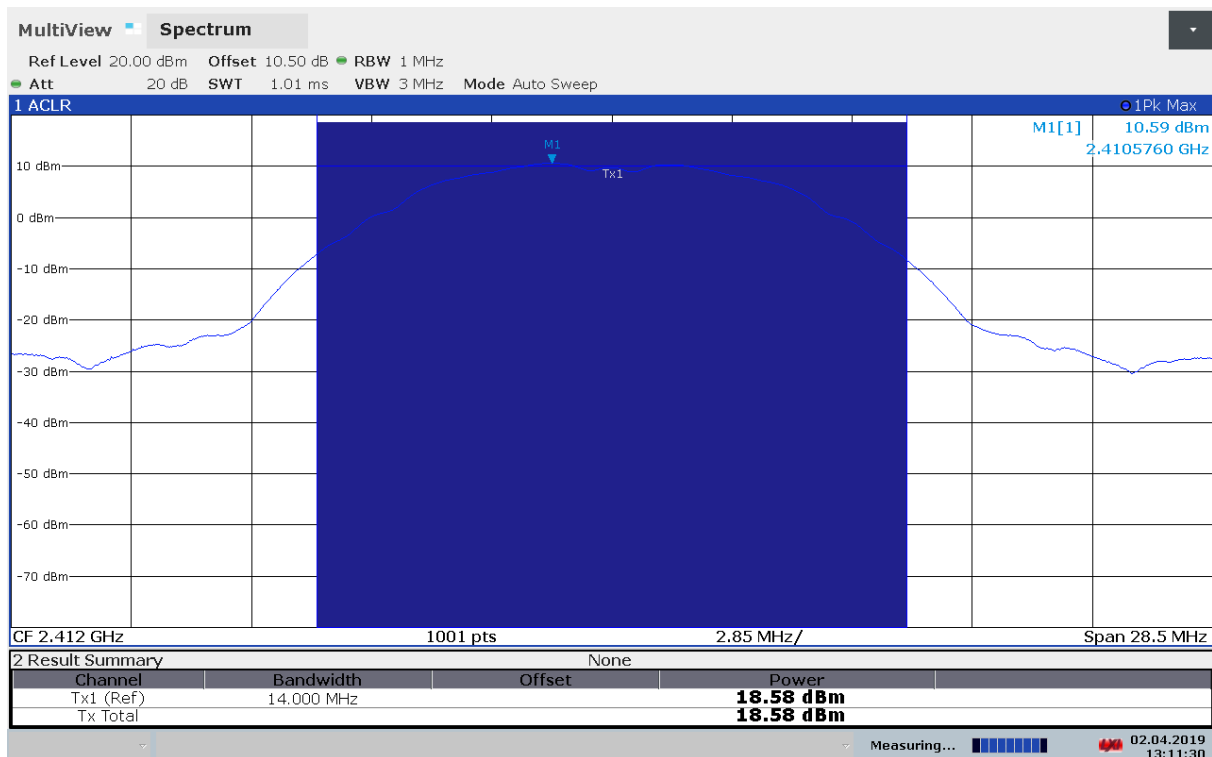 MultiView Spectrum
Ref Level 20.00 dBm Offset 10.50 dB RBW 1 MHz
Att 20 dB SWT 1.01 ms VBW 3 MHz Mode Auto Sweep
1 ACLR 1Pk Max
M1[1] 10.59 dBm
2.4105760 GHz
M1
10 dBm
Tx1
0 dBm
-10 dBm
-20 dBm
-30 dBm
-40 dBm
-50 dBm
-60 dBm
-70 dBm
CF 2.412 GHz 1001 pts 2.85 MHz/ Span 28.5 MHz
2 Result Summary None
Channel Bandwidth Offset Power
Tx1 (Ref) 14.000 MHz 18.58 dBm
Tx Total 18.58 dBm
Measuring... 02.04.2019
13:11:30